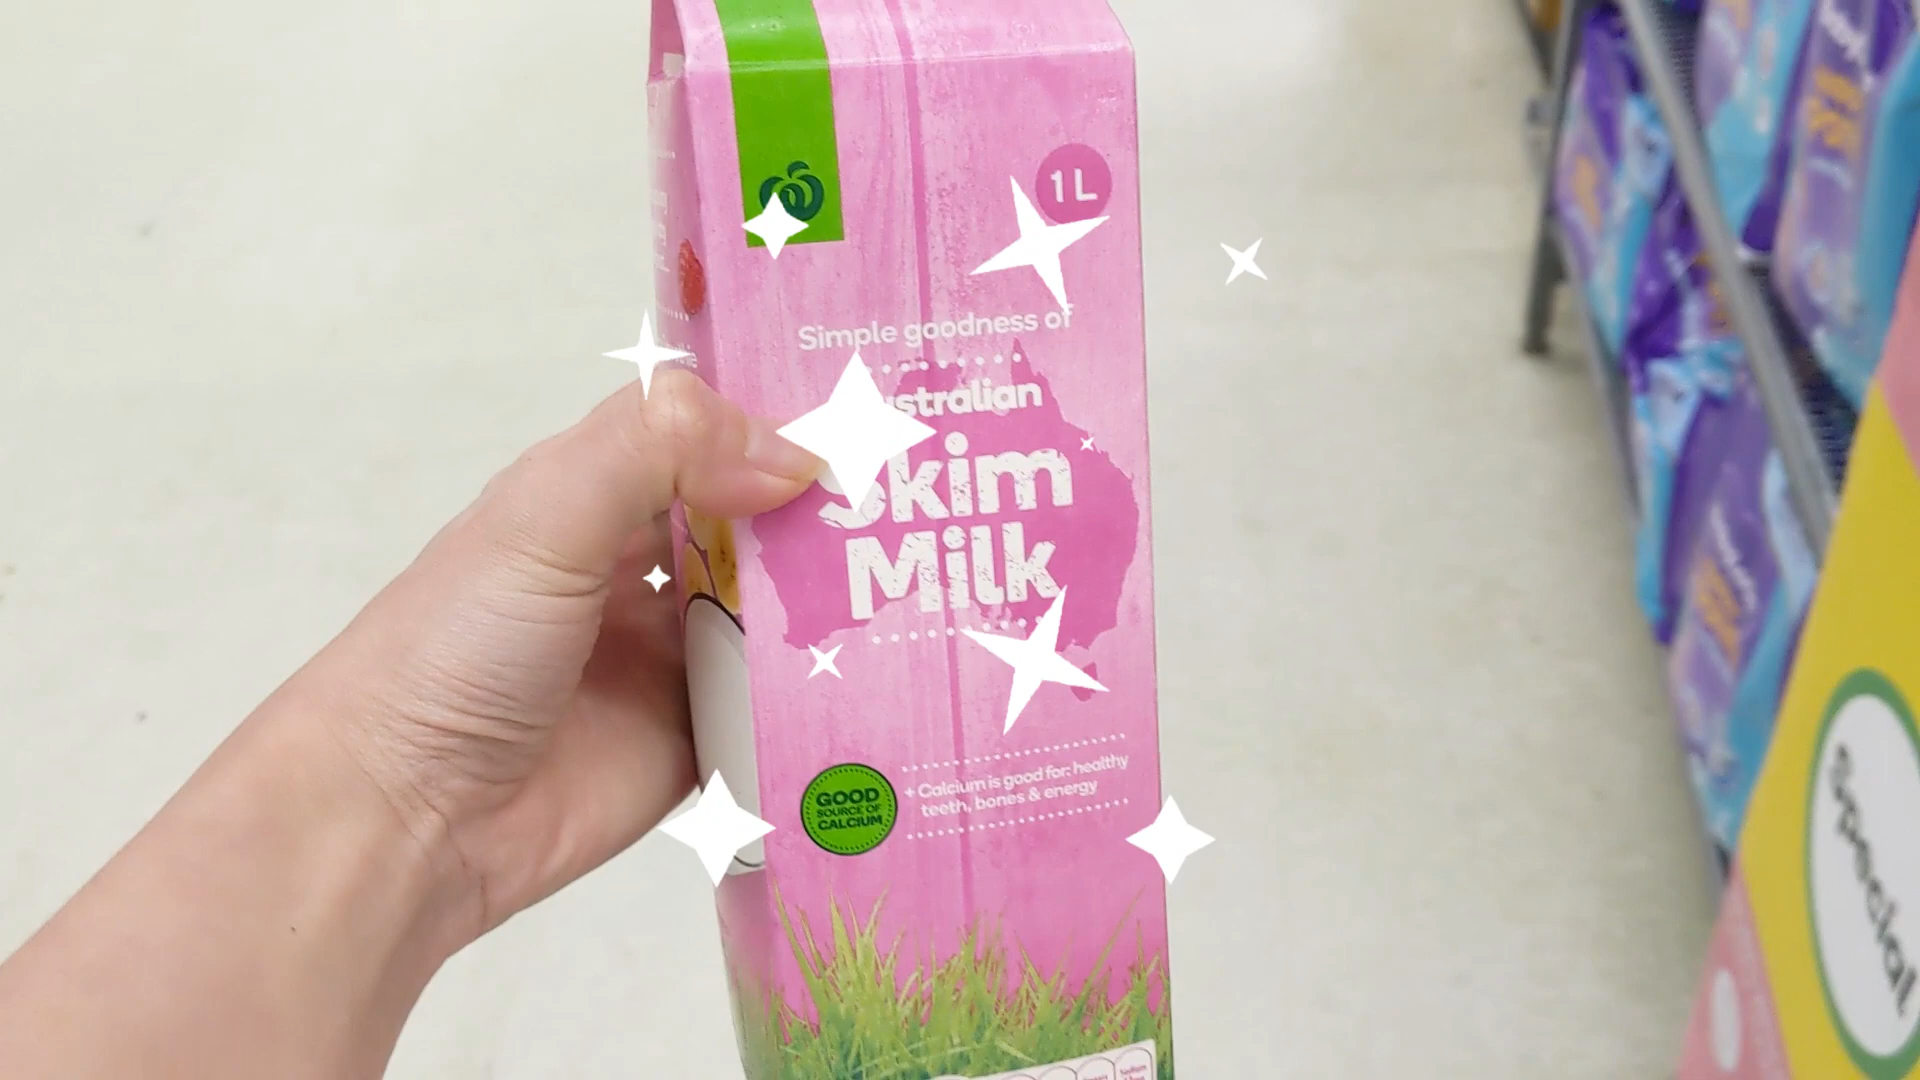 1L
Simple goodness of
Skim
Milk
GOOD
SOURCE OF
CALCIUM
+ Calcium is good for: healthy
teeth, bones & energy
Special